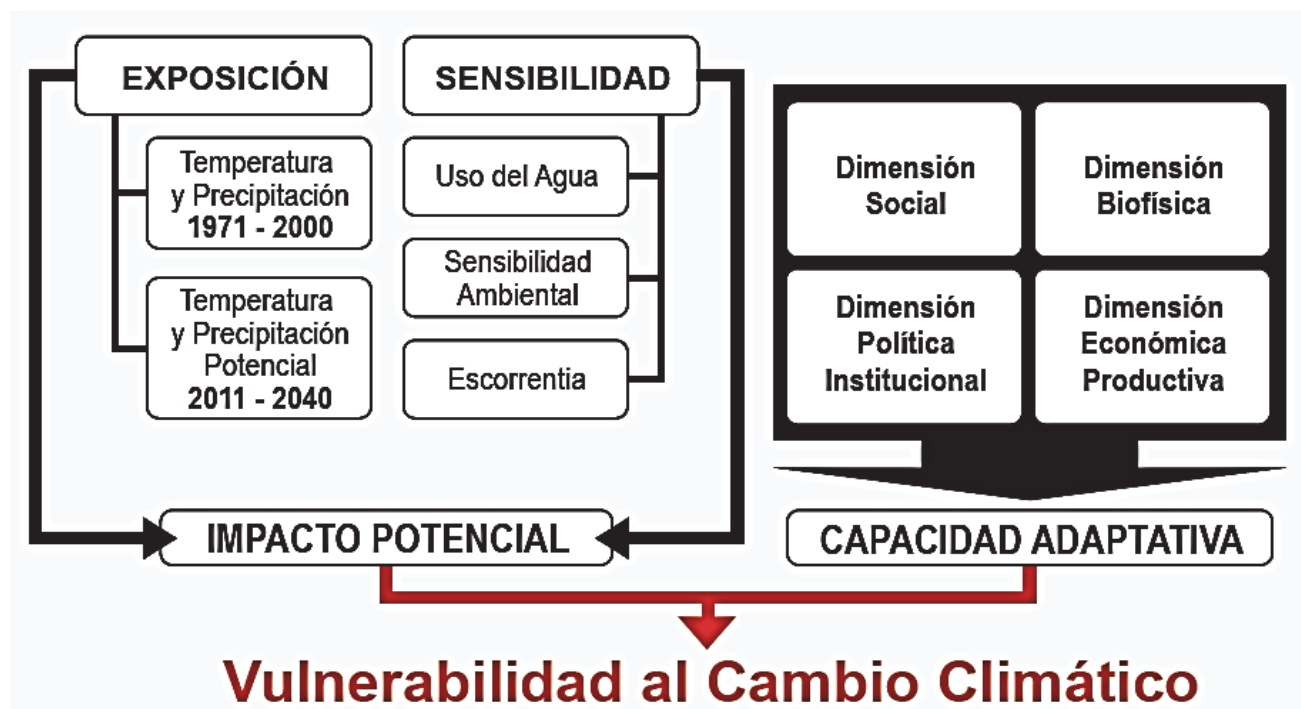 EXPOSICIÓN
Temperatura
y Precipitación
1971 - 2000
Temperatura
y Precipitación
Potencial
2011 - 2040
SENSIBILIDAD
Uso del Agua
Sensibilidad
Ambiental
Escorrentia
Dimensión
Social
Dimensión
Biofísica
Dimensión
Política
Institucional
Dimensión
Económica
Productiva
IMPACTO POTENCIAL
CAPACIDAD ADAPTATIVA
Vulnerabilidad al Cambio Climático